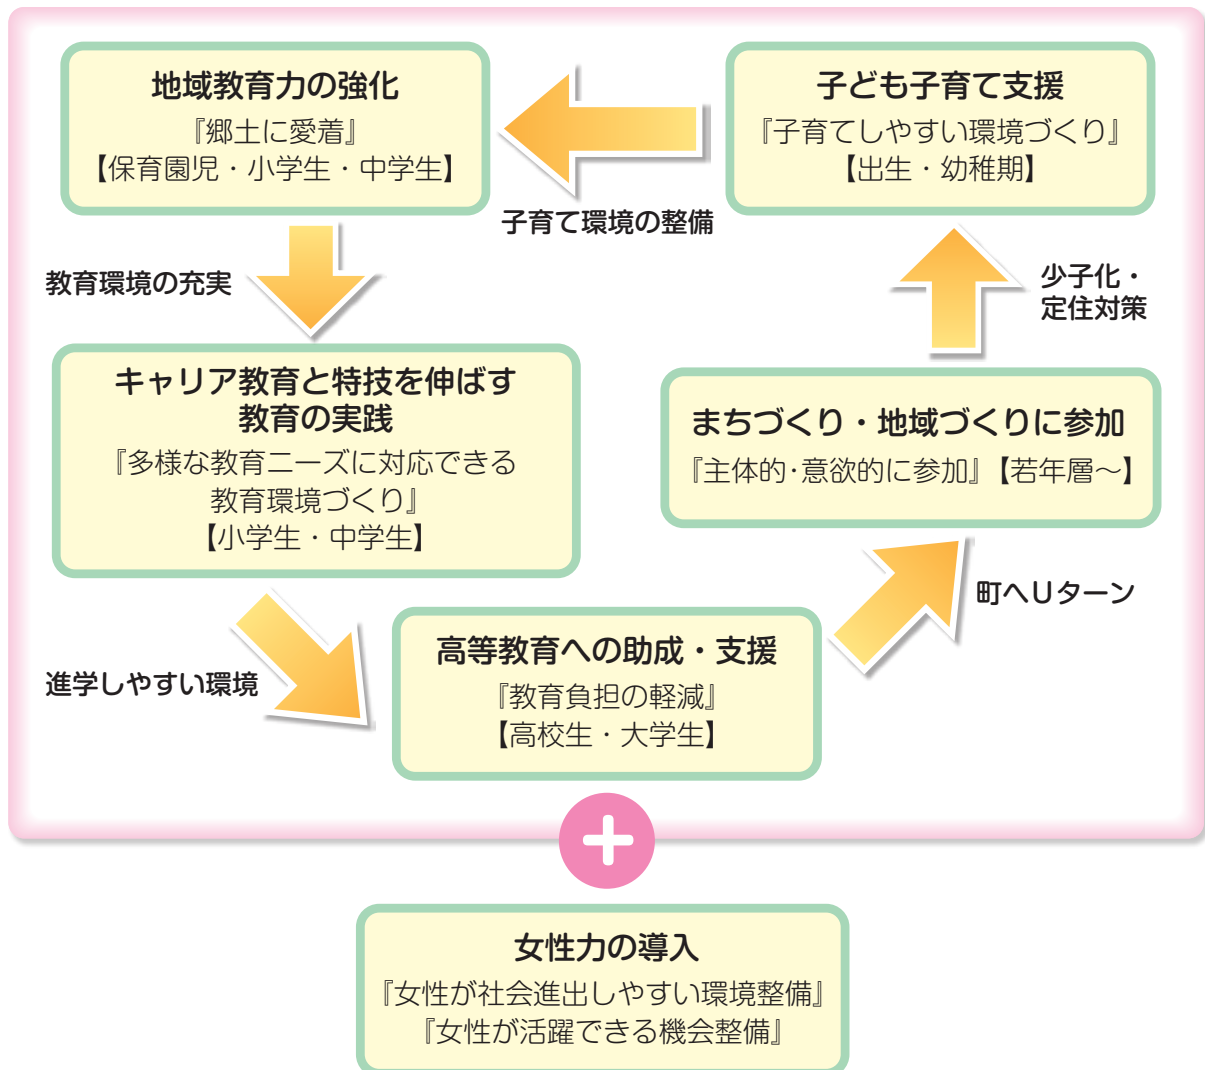 地域教育力の強化
『郷土に愛着』
【保育園児・小学生・中学生】
子ども子育て支援
『子育てしやすい環境づくり』
【出生・幼稚期】
子育て環境の整備
教育環境の充実
少子化・
定住対策
キャリア教育と特技を伸ばす
教育の実践
『多様な教育ニーズに対応できる
教育環境づくり』
【小学生・中学生】
まちづくり・地域づくりに参加
『主体的・意欲的に参加』【若年層～】
町へUターン
進学しやすい環境
高等教育への助成・支援
『教育負担の軽減』
【高校生・大学生】
+
女性力の導入
『女性が社会進出しやすい環境整備』
『女性が活躍できる機会整備』